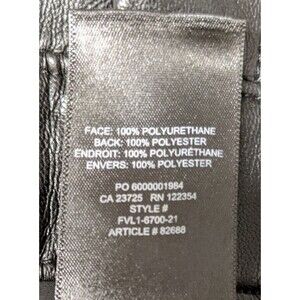 FACE: 100% POLYURETHANE
BACK: 100% POLYESTER
ENDROIT: 100% POLYURÉTHANE
ENVERS: 100% POLYESTER
PO 6000001984
CA 23725 RN 122354
STYLE #
FVL1-6700-21
ARTICLE # 82688